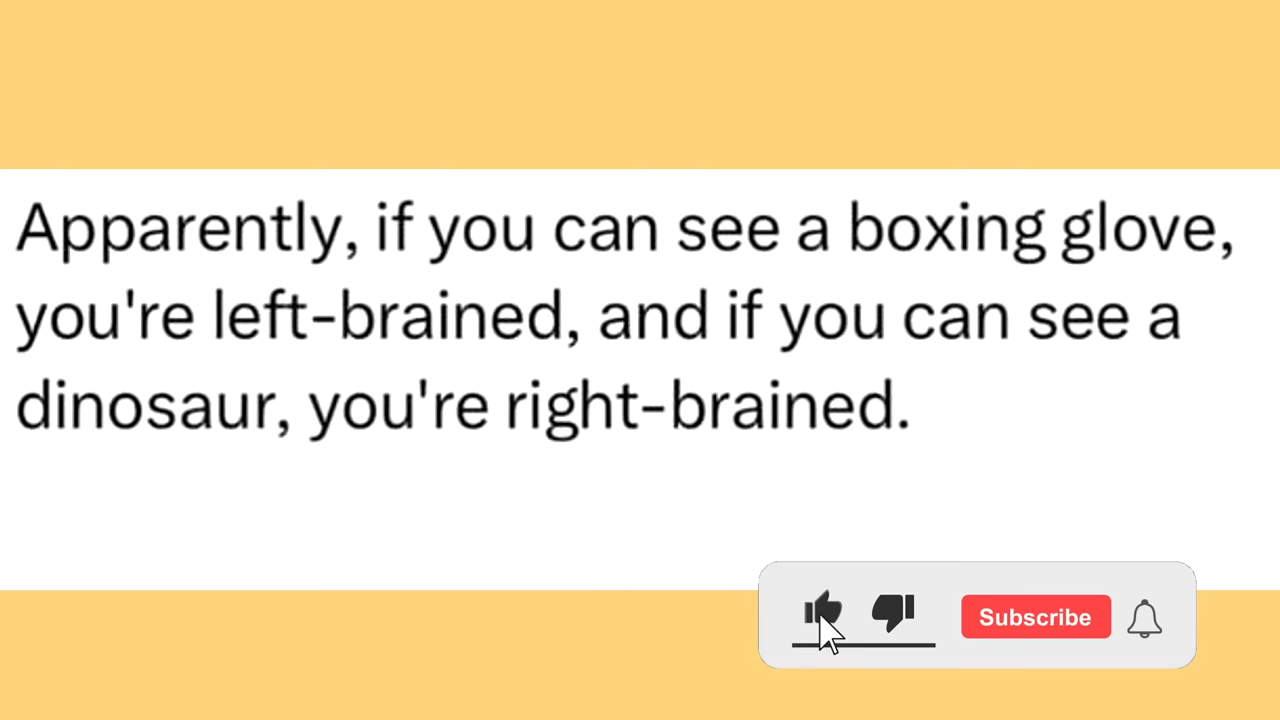 Apparently, if you can see a boxing glove,
you're left-brained, and if you can see a
dinosaur, you're right-brained.
Subscribe